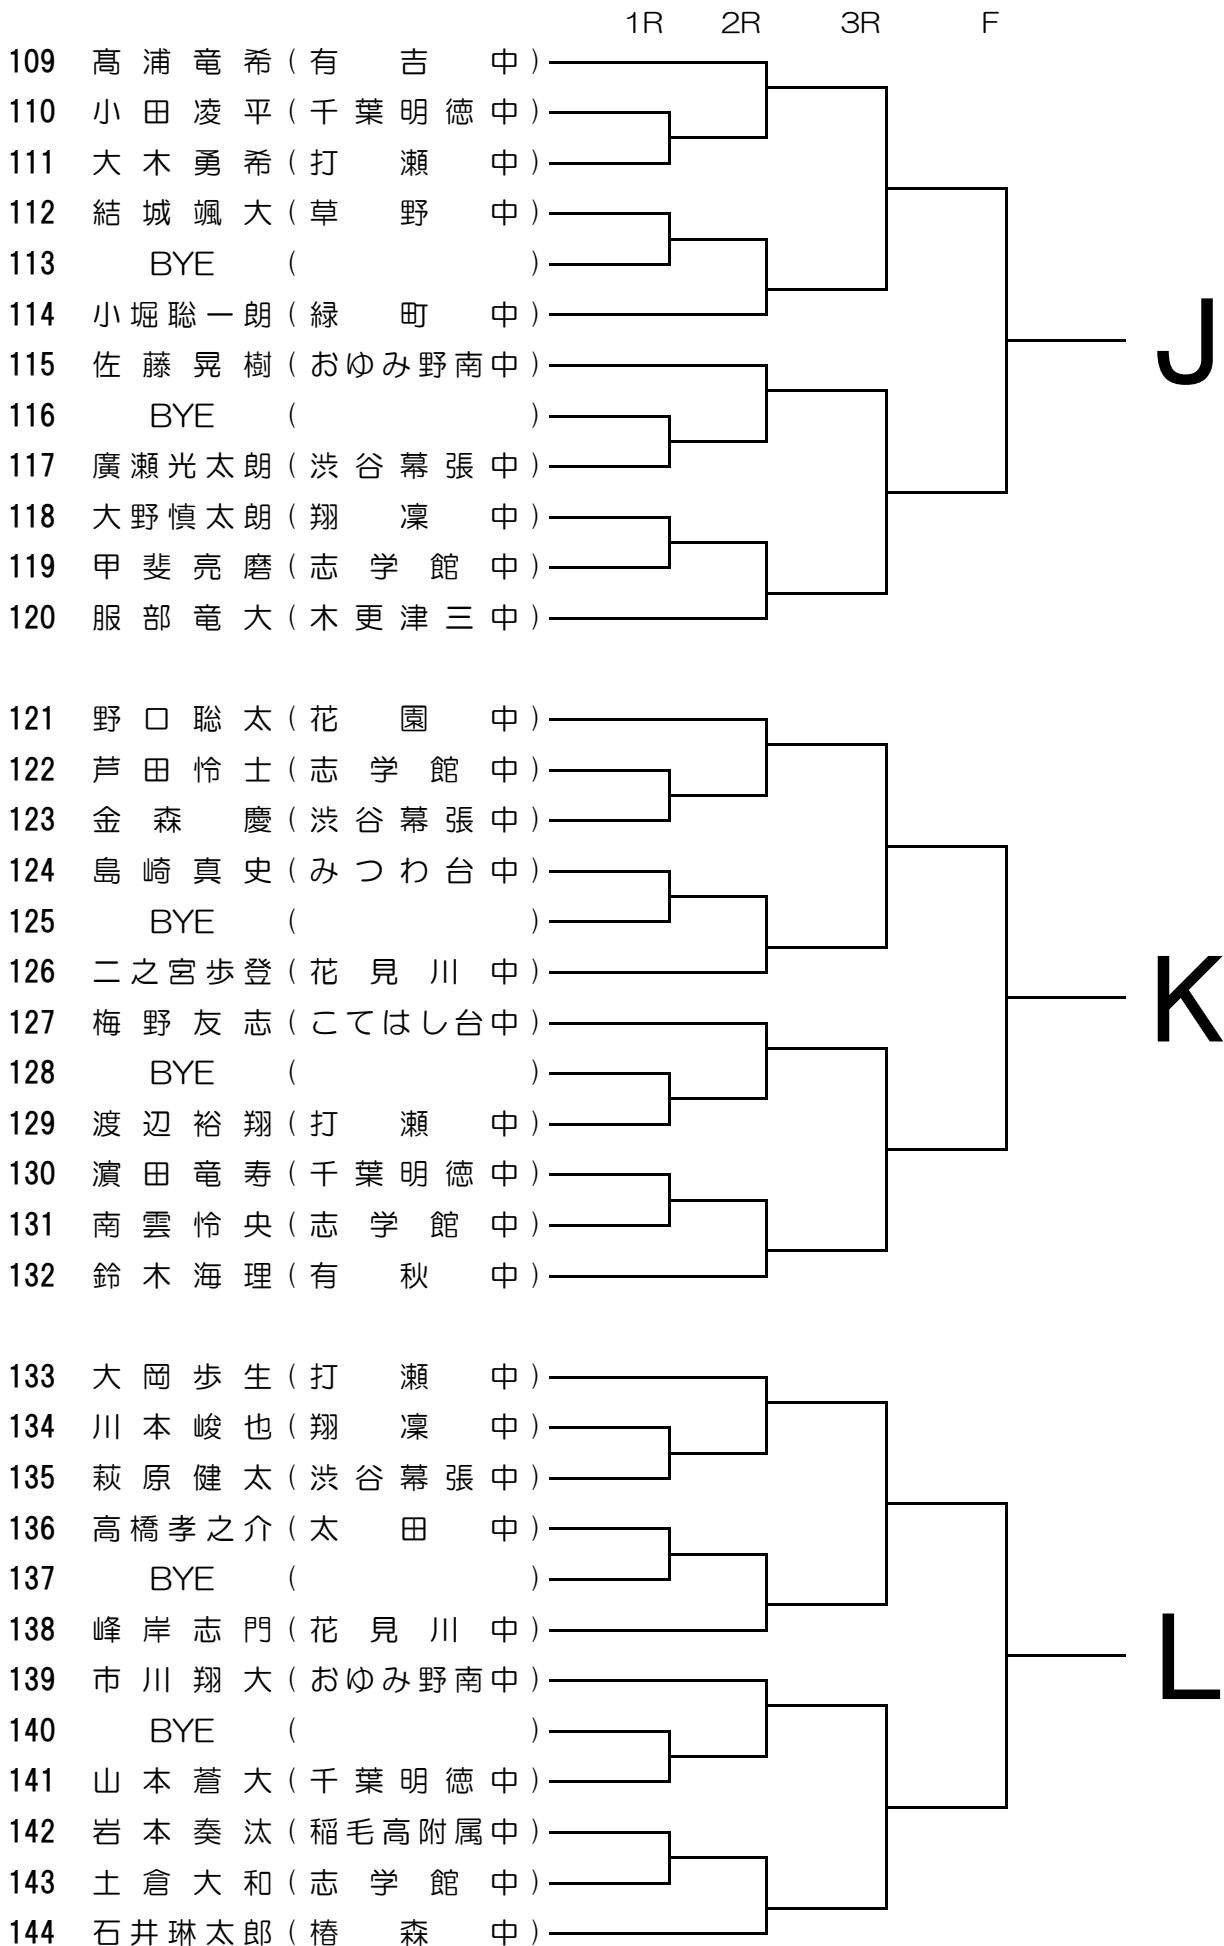 1R 2R 3R F
109 髙浦竜希(有吉中)
110 小田凌平(千葉明徳中)
111 大木勇希(打瀬中)
112 結城颯大(草野中)
113 BYE ( )
114 小堀聡一朗(緑町中)
J
115 佐藤晃樹(おゆみ野南中)
116 BYE ( )
117 廣瀬光太朗(渋谷幕張中)
118 大野慎太朗(翔凜中)
119 甲斐亮磨(志学館中)
120 服部竜大(木更津三中)
121 野口聡太(花園中)
122 芦田怜士(志学館中)
123 金森慶(渋谷幕張中)
124 島崎真史(みつわ台中)
125 BYE ( )
126 二之宮歩登(花見川中)
K
127 梅野友志(こてはし台中)
128 BYE ( )
129 渡辺裕翔(打瀬中)
130 濵田竜寿(千葉明徳中)
131 南雲怜央(志学館中)
132 鈴木海理(有秋中)
133 大岡歩生(打瀬中)
134 川本峻也(翔凜中)
135 萩原健太(渋谷幕張中)
136 高橋孝之介(太田中)
137 BYE ( )
138 峰岸志門(花見川中)
L
139 市川翔大(おゆみ野南中)
140 BYE ( )
141 山本蒼大(千葉明徳中)
142 岩本奏汰(稲毛高附属中)
143 土倉大和(志学館中)
144 石井琳太郎(椿森中)